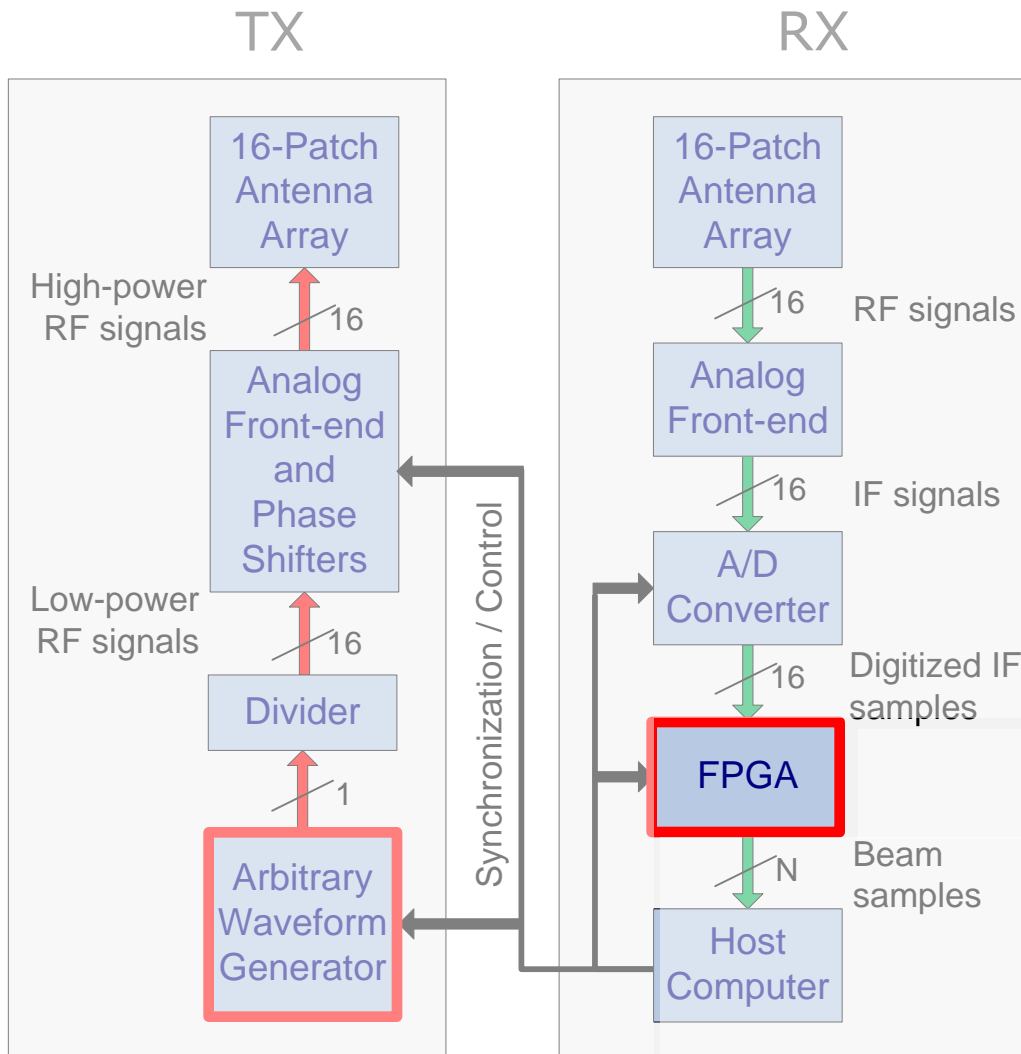 TX
16-Patch
Antenna
Array
High-power
RF signals
16
Analog
Front-end
and
Phase
Shifters
Low-power
RF signals
16
Divider
1
Arbitrary
Waveform
Generator
Synchronization / Control
RX
16-Patch
Antenna
Array
16
RF signals
Analog
Front-end
16
IF signals
A/D
Converter
16
Digitized IF
samples
FPGA
N
Beam
samples
Host
Computer